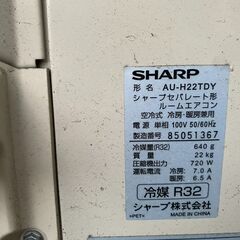 SHARP
形名 AU-H22TDY
シャープセパレート形
ルームエアコン
空冷式 冷房・暖房兼用
電源 単相 100V 50/60Hz
製造番号 85051367
冷媒量(R32) 640 g
質量 22 kg
圧縮機出力 720 W
運転電流 冷房 7.0 A
暖房 6.5 A
冷媒 R32
シャープ株式会社
>PET< MADE IN CHINA